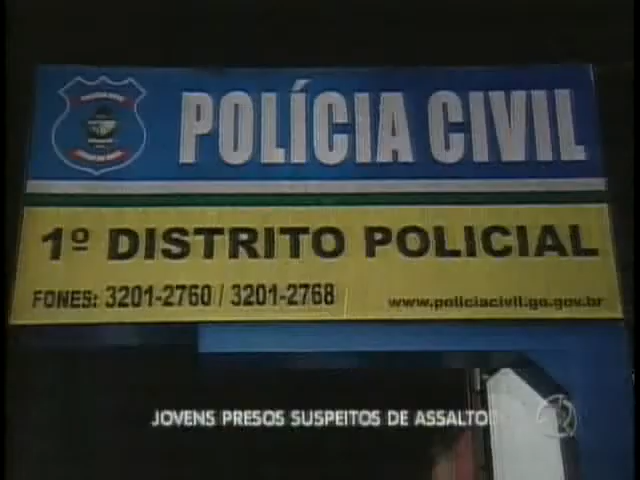 POLÍCIA CIVIL
1º DISTRITO POLICIAL
FONES: 3201-2760 / 3201-2768
www.policiacivil.go.gov.br
JOVENS PRESOS SUSPEITOS DE ASSALTO